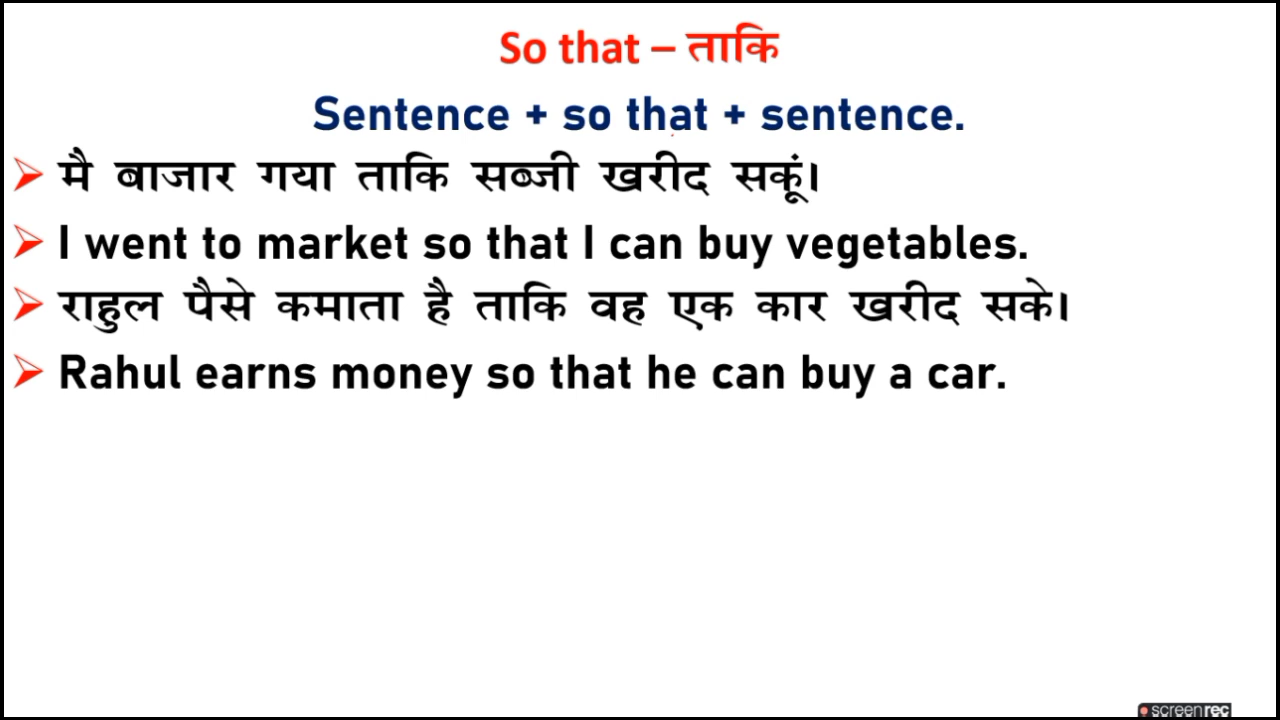 So that – ताकि
Sentence + so that + sentence.
मै बाजार गया ताकि सब्जी खरीद सकूं।
I went to market so that I can buy vegetables.
राहुल पैसे कमाता है ताकि वह एक कार खरीद सके।
Rahul earns money so that he can buy a car.
screenrec